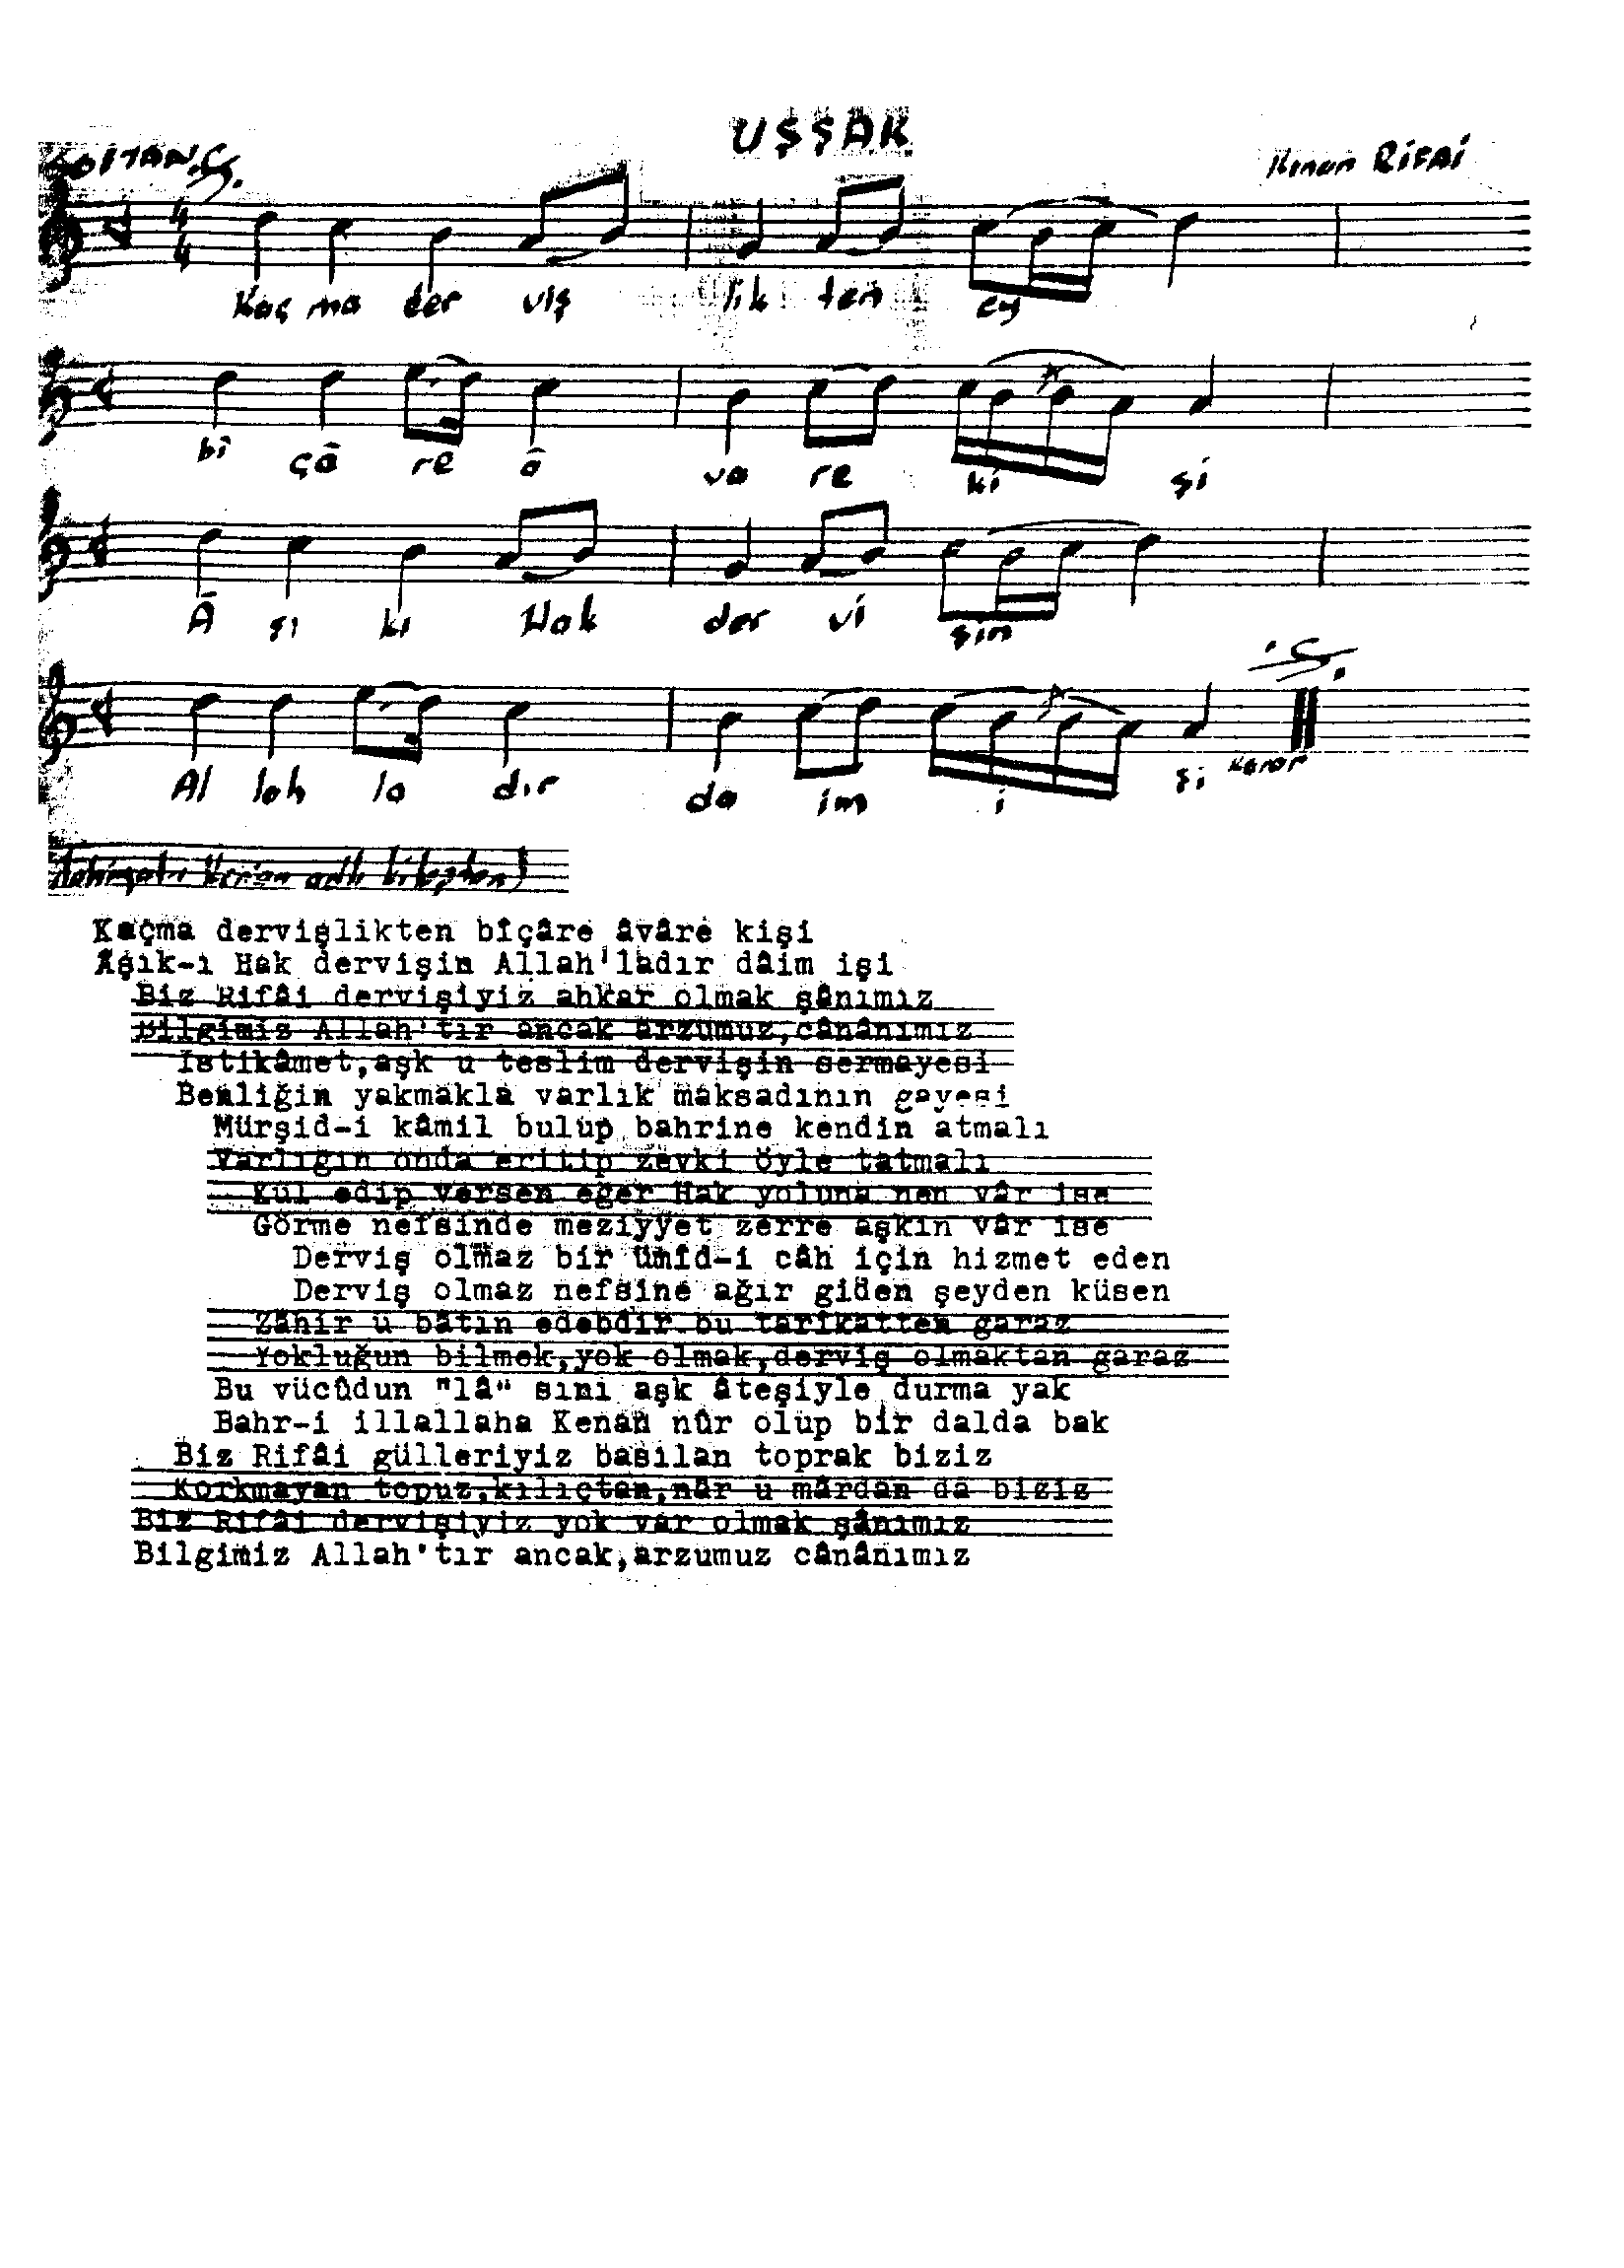 SOFYAN
UŞŞAK
Kenan RİFAİ
4
4
Kaç ma der viş lik ten ey
bî çâ re â va re ki şi
Â şı kı Hak der vi şin
Al lah la dır da im i şi Karar
Kaçma dervişlikten bîçâre âvâre kişi
Âşık-ı Hak dervişin Allah'ladır dâim işi
Biz Rifâi dervişiyiz ahkar olmak şânımız
Bilgimiz Allah'tır ancak arzumuz,cânânımız
İstikâmet,aşk u teslim dervişin sermayesi
Benliğin yakmakla varlık maksadının gayesi
Mürşid-i kâmil bulup bahrine kendin atmalı
Varlığın onda eritip zevki öyle tatmalı
Kül edip versen eğer Hak yoluna nen vâr ise
Görme nefsinde meziyyet zerre aşkın vâr ise
Derviş olmaz bir ümîd-i câh için hizmet eden
Derviş olmaz nefsine ağır giden şeyden küsen
Zâhir ü bâtın edebdir bu tarîkatten garaz
Yokluğun bilmek,yok olmak,derviş olmaktan garaz
Bu vücûdun "lâ" sını aşk âteşiyle durma yak
Bahr-i illallaha Kenan nûr olup bir dalda bak
Biz Rifâi gülleriyiz basılan toprak biziz
Korkmayan topuz,kılıçtan,nâr u mârdan da biziz
Biz Rifâi dervişiyiz yok var olmak şânımız
Bilgimiz Allah'tır ancak,arzumuz cânânımız